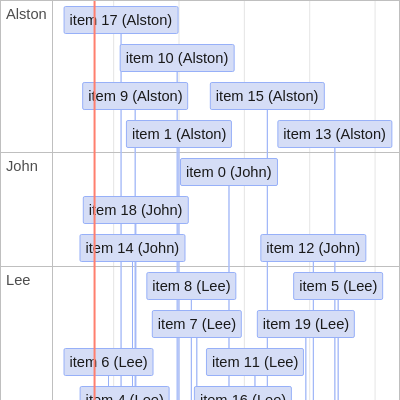 Alston
item 17 (Alston)
item 10 (Alston)
item 9 (Alston)
item 15 (Alston)
item 1 (Alston)
item 13 (Alston)
John
item 0 (John)
item 18 (John)
item 14 (John)
item 12 (John)
Lee
item 8 (Lee)
item 5 (Lee)
item 7 (Lee)
item 19 (Lee)
item 6 (Lee)
item 11 (Lee)
item 4 (Lee)
item 16 (Lee)